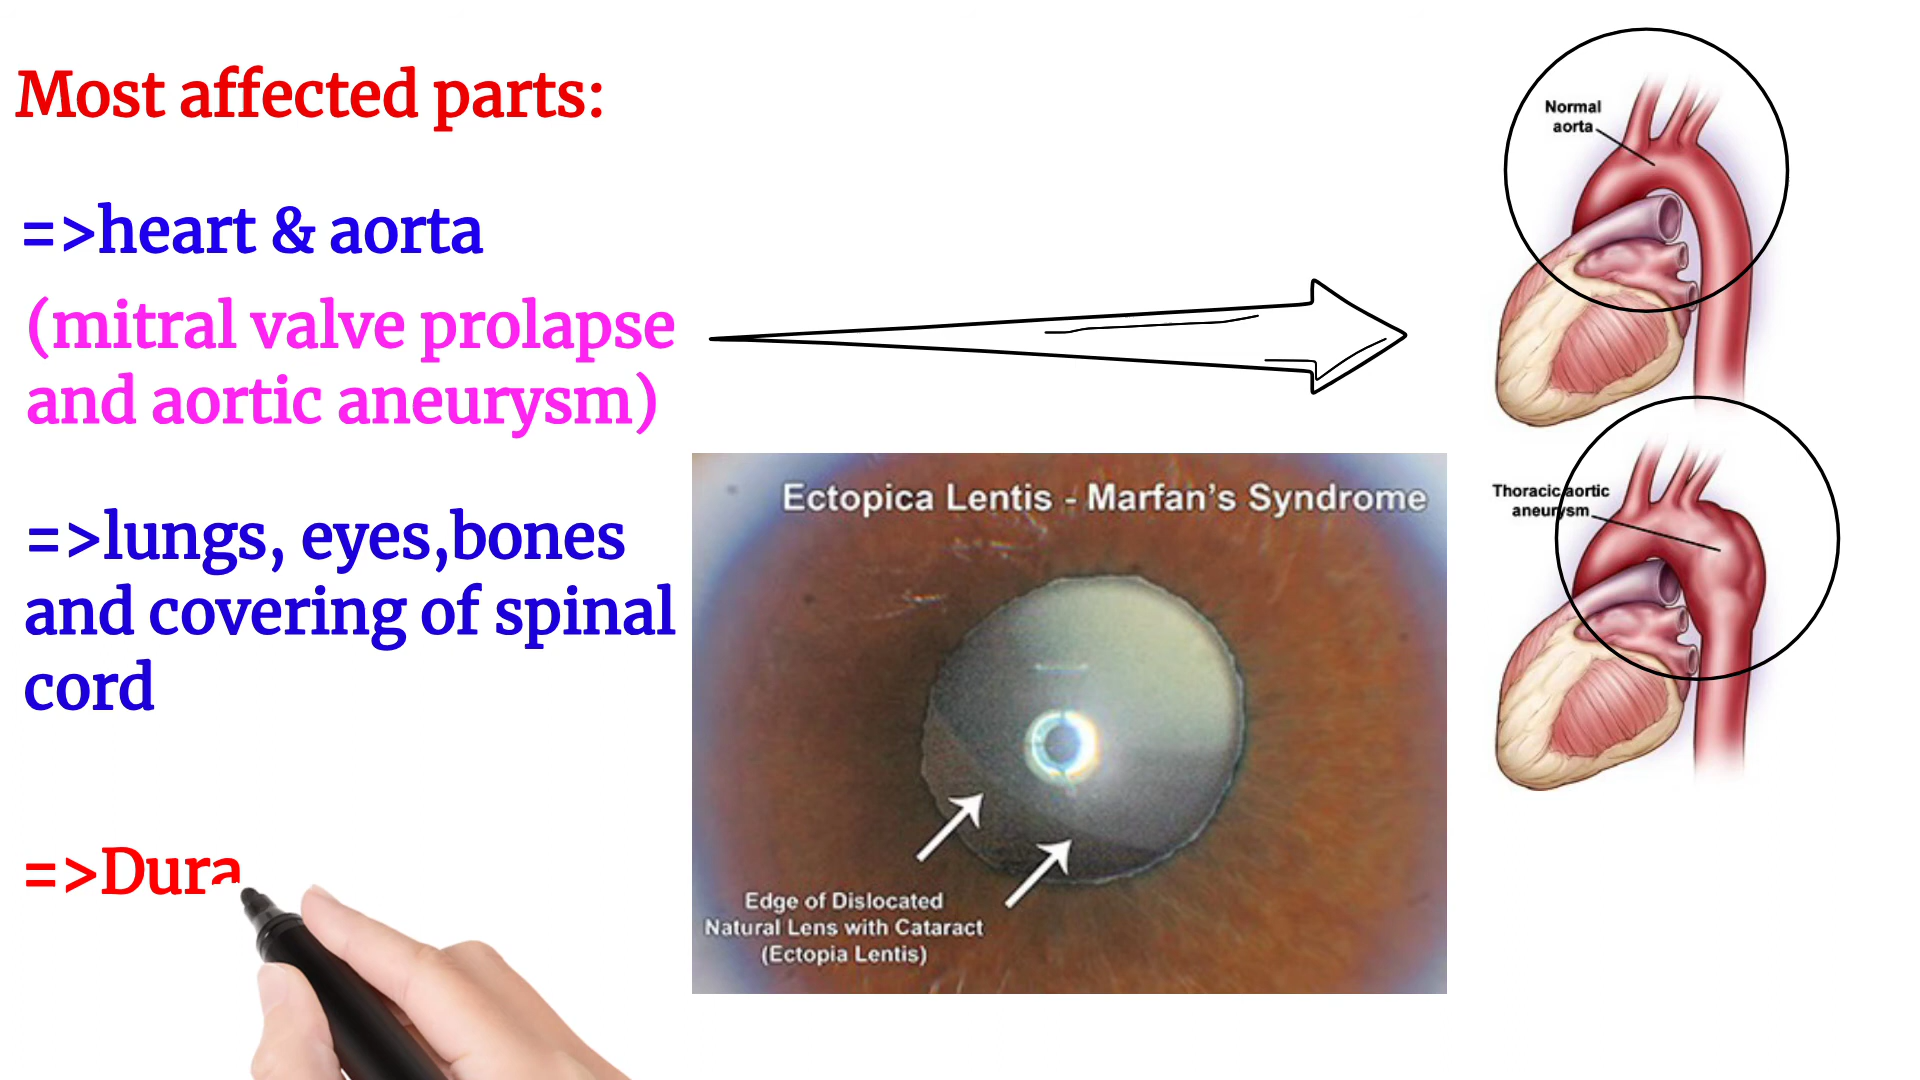 Most affected parts:
=>heart & aorta
(mitral valve prolapse
and aortic aneurysm)
=>lungs, eyes,bones
and covering of spinal
cord
=>Dura
Ectopica Lentis - Marfan's Syndrome
Edge of Dislocated
Natural Lens with Cataract
(Ectopia Lentis)
Normal
aorta
Thoracic aortic
aneurysm